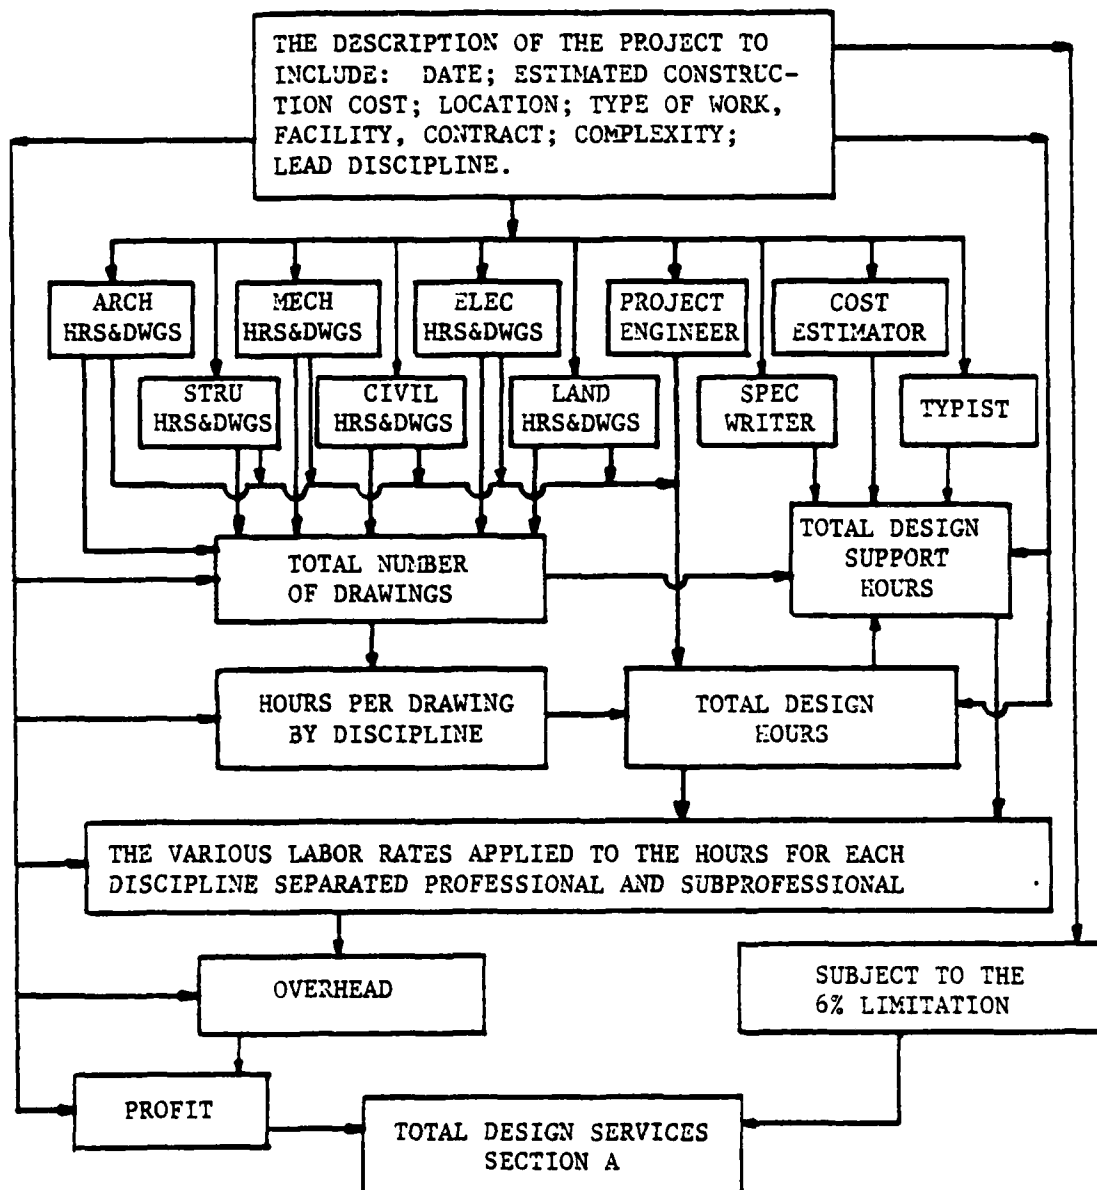 THE DESCRIPTION OF THE PROJECT TO
INCLUDE: DATE; ESTIMATED CONSTRUC-
TION COST; LOCATION; TYPE OF WORK,
FACILITY, CONTRACT; COMPLEXITY;
LEAD DISCIPLINE.
ARCH
HRS&DWGS
MECH
HRS&DWGS
ELEC
HRS&DWGS
PROJECT
ENGINEER
COST
ESTIMATOR
STRU
HRS&DWGS
CIVIL
HRS&DWGS
LAND
HRS&DWGS
SPEC
WRITER
TYPIST
TOTAL NUMBER
OF DRAWINGS
TOTAL DESIGN
SUPPORT
HOURS
HOURS PER DRAWING
BY DISCIPLINE
TOTAL DESIGN
HOURS
THE VARIOUS LABOR RATES APPLIED TO THE HOURS FOR EACH
DISCIPLINE SEPARATED PROFESSIONAL AND SUBPROFESSIONAL
OVERHEAD
SUBJECT TO THE
6% LIMITATION
PROFIT
TOTAL DESIGN SERVICES
SECTION A